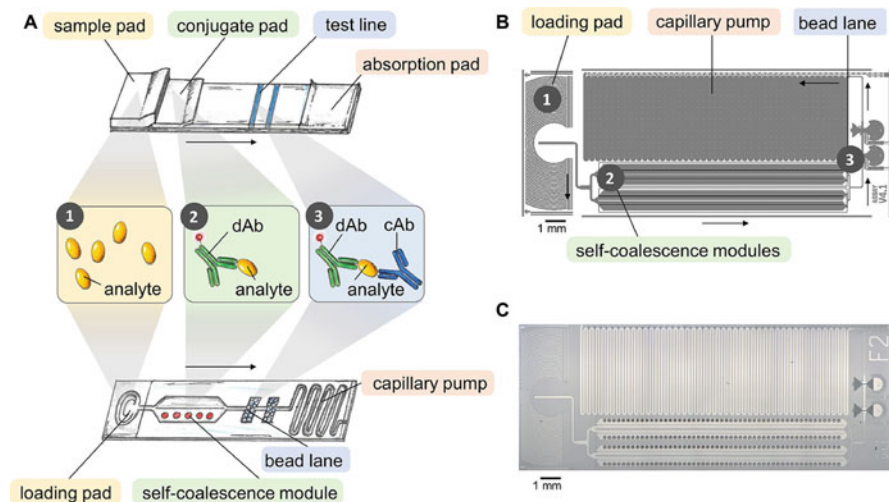 A
sample pad
conjugate pad
test line
absorption pad
1
analyte
2
dAb
analyte
3
dAb
cAb
analyte
capillary pump
bead lane
loading pad
self-coalescence module
B
loading pad
capillary pump
bead lane
1
2
3
V4.1
1 mm
self-coalescence modules
C
1 mm